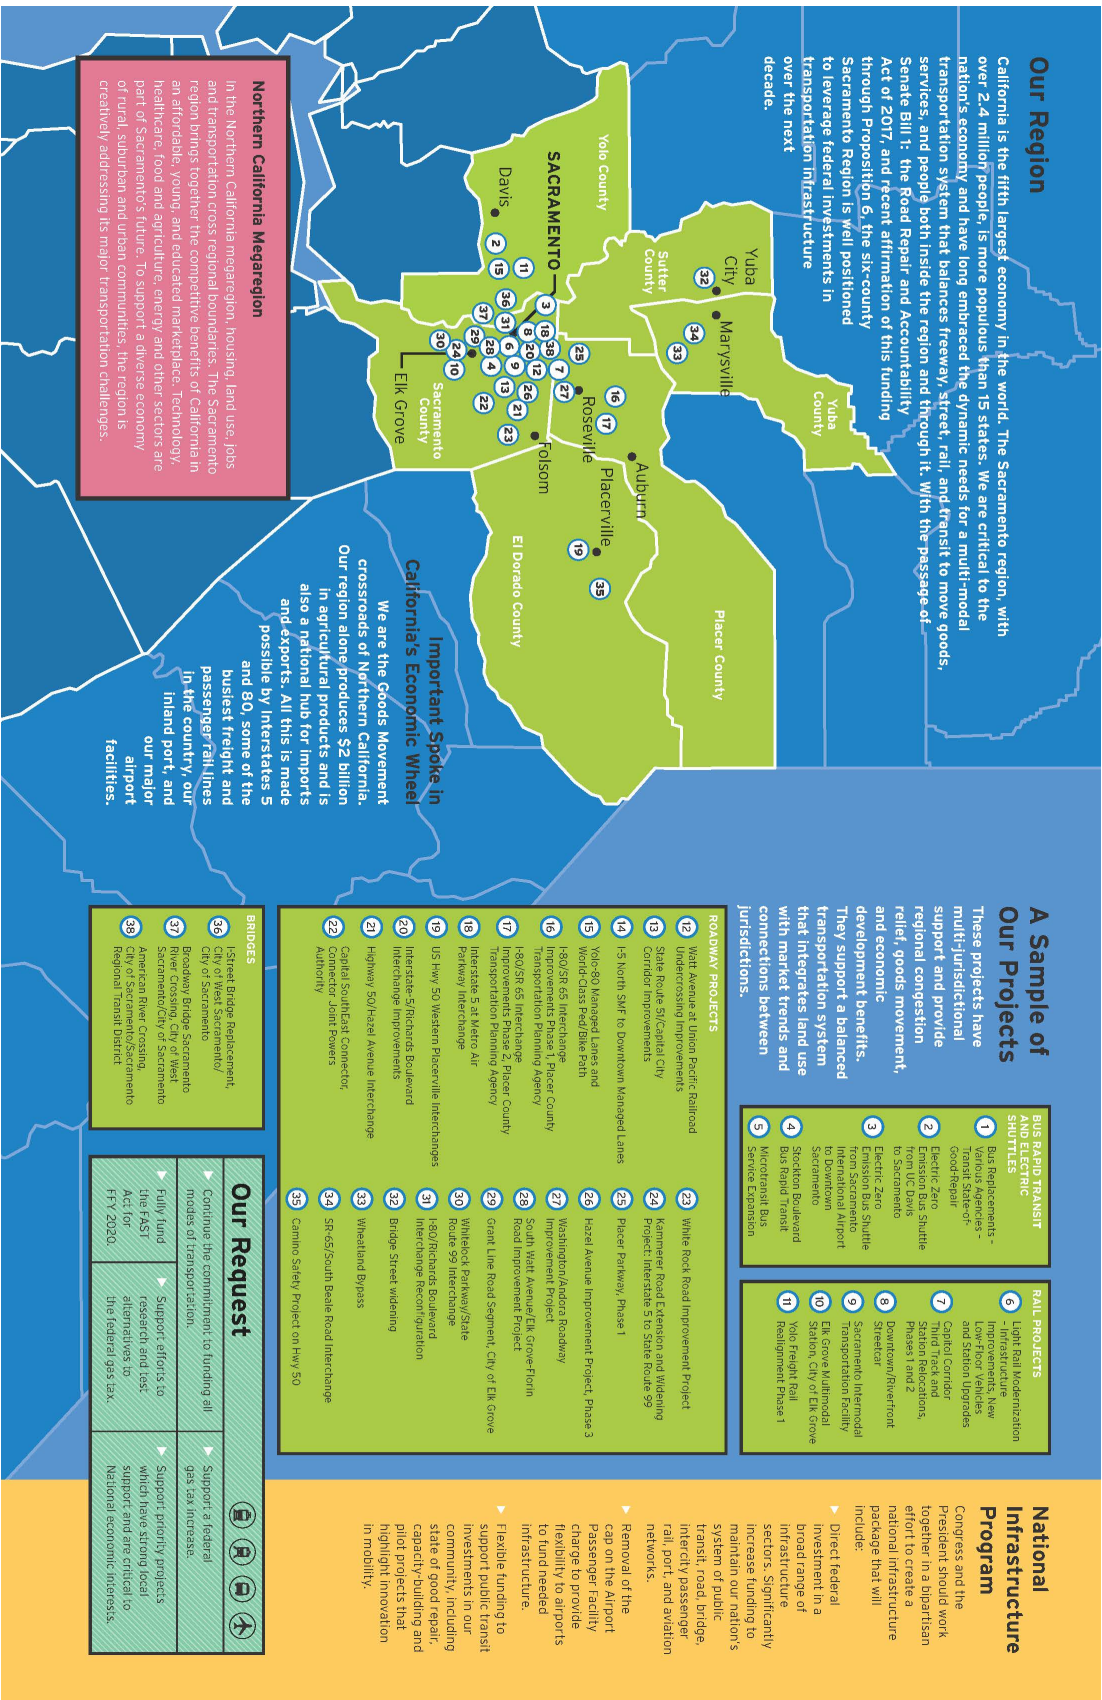 Our Region
California is the fifth largest economy in the world. The Sacramento region, with
over 2.4 million people, is more populous than 15 states. We are critical to the
nation's economy and have long embraced the dynamic needs for a multi-modal
transportation system that balances freeway, street, rail, and transit to move goods,
services, and people both inside the region and through it. With the passage of
Senate Bill 1: the Road Repair and Accountability
Act of 2017, and recent affirmation of this funding
through Proposition 6, the six-county
Sacramento Region is well positioned
to leverage federal investments in
transportation infrastructure
over the next
decade.
Yuba
City
Marysville
Yuba
County
Sutter
County
Yolo County
Placer County
El Dorado County
Sacramento
County
SACRAMENTO
Davis
Roseville
Auburn
Placerville
Folsom
Elk Grove
32
34
33
16
17
19
35
25
27
3
18
38
7
8
20
12
11
2
15
36
31
6
9
26
21
37
28
4
13
23
29
22
30
24
10
Northern California Megaregion
In the Northern California megaregion, housing, land use, jobs
and transportation cross regional boundaries. The Sacramento
region brings together the competitive benefits of California in
an affordable, young, and educated marketplace. Technology,
healthcare, food and agriculture, energy and other sectors are
part of Sacramento's future. To support a diverse economy
of rural, suburban and urban communities, the region is
creatively addressing its major transportation challenges.
Important Spoke in
California's Economic Wheel
We are the Goods Movement
crossroads of Northern California.
Our region alone produces $2 billion
in agricultural products and is
also a national hub for imports
and exports. All this is made
possible by Interstates 5
and 80, some of the
busiest freight and
passenger rail lines
in the country, our
inland port, and
our major
airport
facilities.
A Sample of
Our Projects
These projects have
multi-jurisdictional
support and provide
regional congestion
relief, goods movement,
and economic
development benefits.
They support a balanced
transportation system
that integrates land use
with market trends and
connections between
jurisdictions.
BUS RAPID TRANSIT
AND ELECTRIC
SHUTTLES
1 Bus Replacements –
Various Agencies –
Transit State-of-
Good-Repair
2 Electric Zero
Emission Bus Shuttle
from UC Davis
to Sacramento
3 Electric Zero
Emission Bus Shuttle
from Sacramento
International Airport
to Downtown
Sacramento
4 Stockton Boulevard
Bus Rapid Transit
5 Microtransit Bus
Service Expansion
RAIL PROJECTS
6 Light Rail Modernization
– Infrastructure
Improvements, New
Low-Floor Vehicles
and Station Upgrades
7 Capitol Corridor
Third Track and
Station Relocations,
Phases 1 and 2
8 Downtown/Riverfront
Streetcar
9 Sacramento Intermodal
Transportation Facility
10 Elk Grove Multimodal
Station, City of Elk Grove
11 Yolo Freight Rail
Realignment Phase 1
ROADWAY PROJECTS
12 Watt Avenue at Union Pacific Railroad
Undercrossing Improvements
13 State Route 51/Capital City
Corridor Improvements
14 I-5 North SMF to Downtown Managed Lanes
15 Yolo-80 Managed Lanes and
World-Class Ped/Bike Path
16 I-80/SR 65 Interchange
Improvements Phase 1, Placer County
Transportation Planning Agency
17 I-80/SR 65 Interchange
Improvements Phase 2, Placer County
Transportation Planning Agency
18 Interstate 5 at Metro Air
Parkway Interchange
19 US Hwy 50 Western Placerville Interchanges
20 Interstate-5/Richards Boulevard
Interchange Improvements
21 Highway 50/Hazel Avenue Interchange
22 Capital SouthEast Connector,
Connector Joint Powers
Authority
23 White Rock Road Improvement Project
24 Kammerer Road Extension and Widening
Project: Interstate 5 to State Route 99
25 Placer Parkway, Phase 1
26 Hazel Avenue Improvement Project, Phase 3
27 Washington/Andora Roadway
Improvement Project
28 South Watt Avenue/Elk Grove-Florin
Road Improvement Project
29 Grant Line Road Segment, City of Elk Grove
30 Whitelock Parkway/State
Route 99 Interchange
31 I-80/Richards Boulevard
Interchange Reconfiguration
32 Bridge Street widening
33 Wheatland Bypass
34 SR-65/South Beale Road Interchange
35 Camino Safety Project on Hwy 50
BRIDGES
36 I-Street Bridge Replacement,
City of West Sacramento/
City of Sacramento
37 Broadway Bridge Sacramento
River Crossing, City of West
Sacramento/City of Sacramento
38 American River Crossing,
City of Sacramento/Sacramento
Regional Transit District
Our Request
Continue the commitment to funding all
modes of transportation.
Support a federal
gas tax increase.
Fully fund
the FAST
Act for
FFY 2020.
Support efforts to
research and test
alternatives to
the federal gas tax.
Support priority projects
which have strong local
support and are critical to
National economic interests.
National
Infrastructure
Program
Congress and the
President should work
together in a bipartisan
effort to create a
national infrastructure
package that will
include:
Direct federal
investment in a
broad range of
infrastructure
sectors. Significantly
increase funding to
maintain our nation's
system of public
transit, road, bridge,
intercity passenger
rail, port, and aviation
networks.
Removal of the
cap on the Airport
Passenger Facility
charge to provide
flexibility to airports
to fund needed
infrastructure.
Flexible funding to
support public transit
investments in our
community, including
state of good repair,
capacity-building and
pilot projects that
highlight innovation
in mobility.